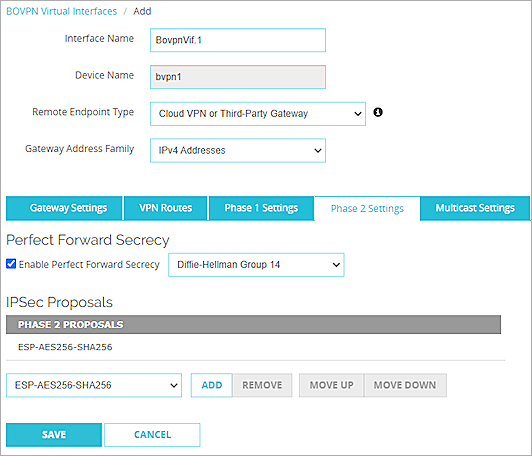 BOVPN Virtual Interfaces / Add
Interface Name BovpnVif.1
Device Name bvpn1
Remote Endpoint Type Cloud VPN or Third-Party Gateway
Gateway Address Family IPv4 Addresses
Gateway Settings VPN Routes Phase 1 Settings Phase 2 Settings Multicast Settings
Perfect Forward Secrecy
Enable Perfect Forward Secrecy Diffie-Hellman Group 14
IPSec Proposals
PHASE 2 PROPOSALS
ESP-AES256-SHA256
ESP-AES256-SHA256 ADD REMOVE MOVE UP MOVE DOWN
SAVE CANCEL